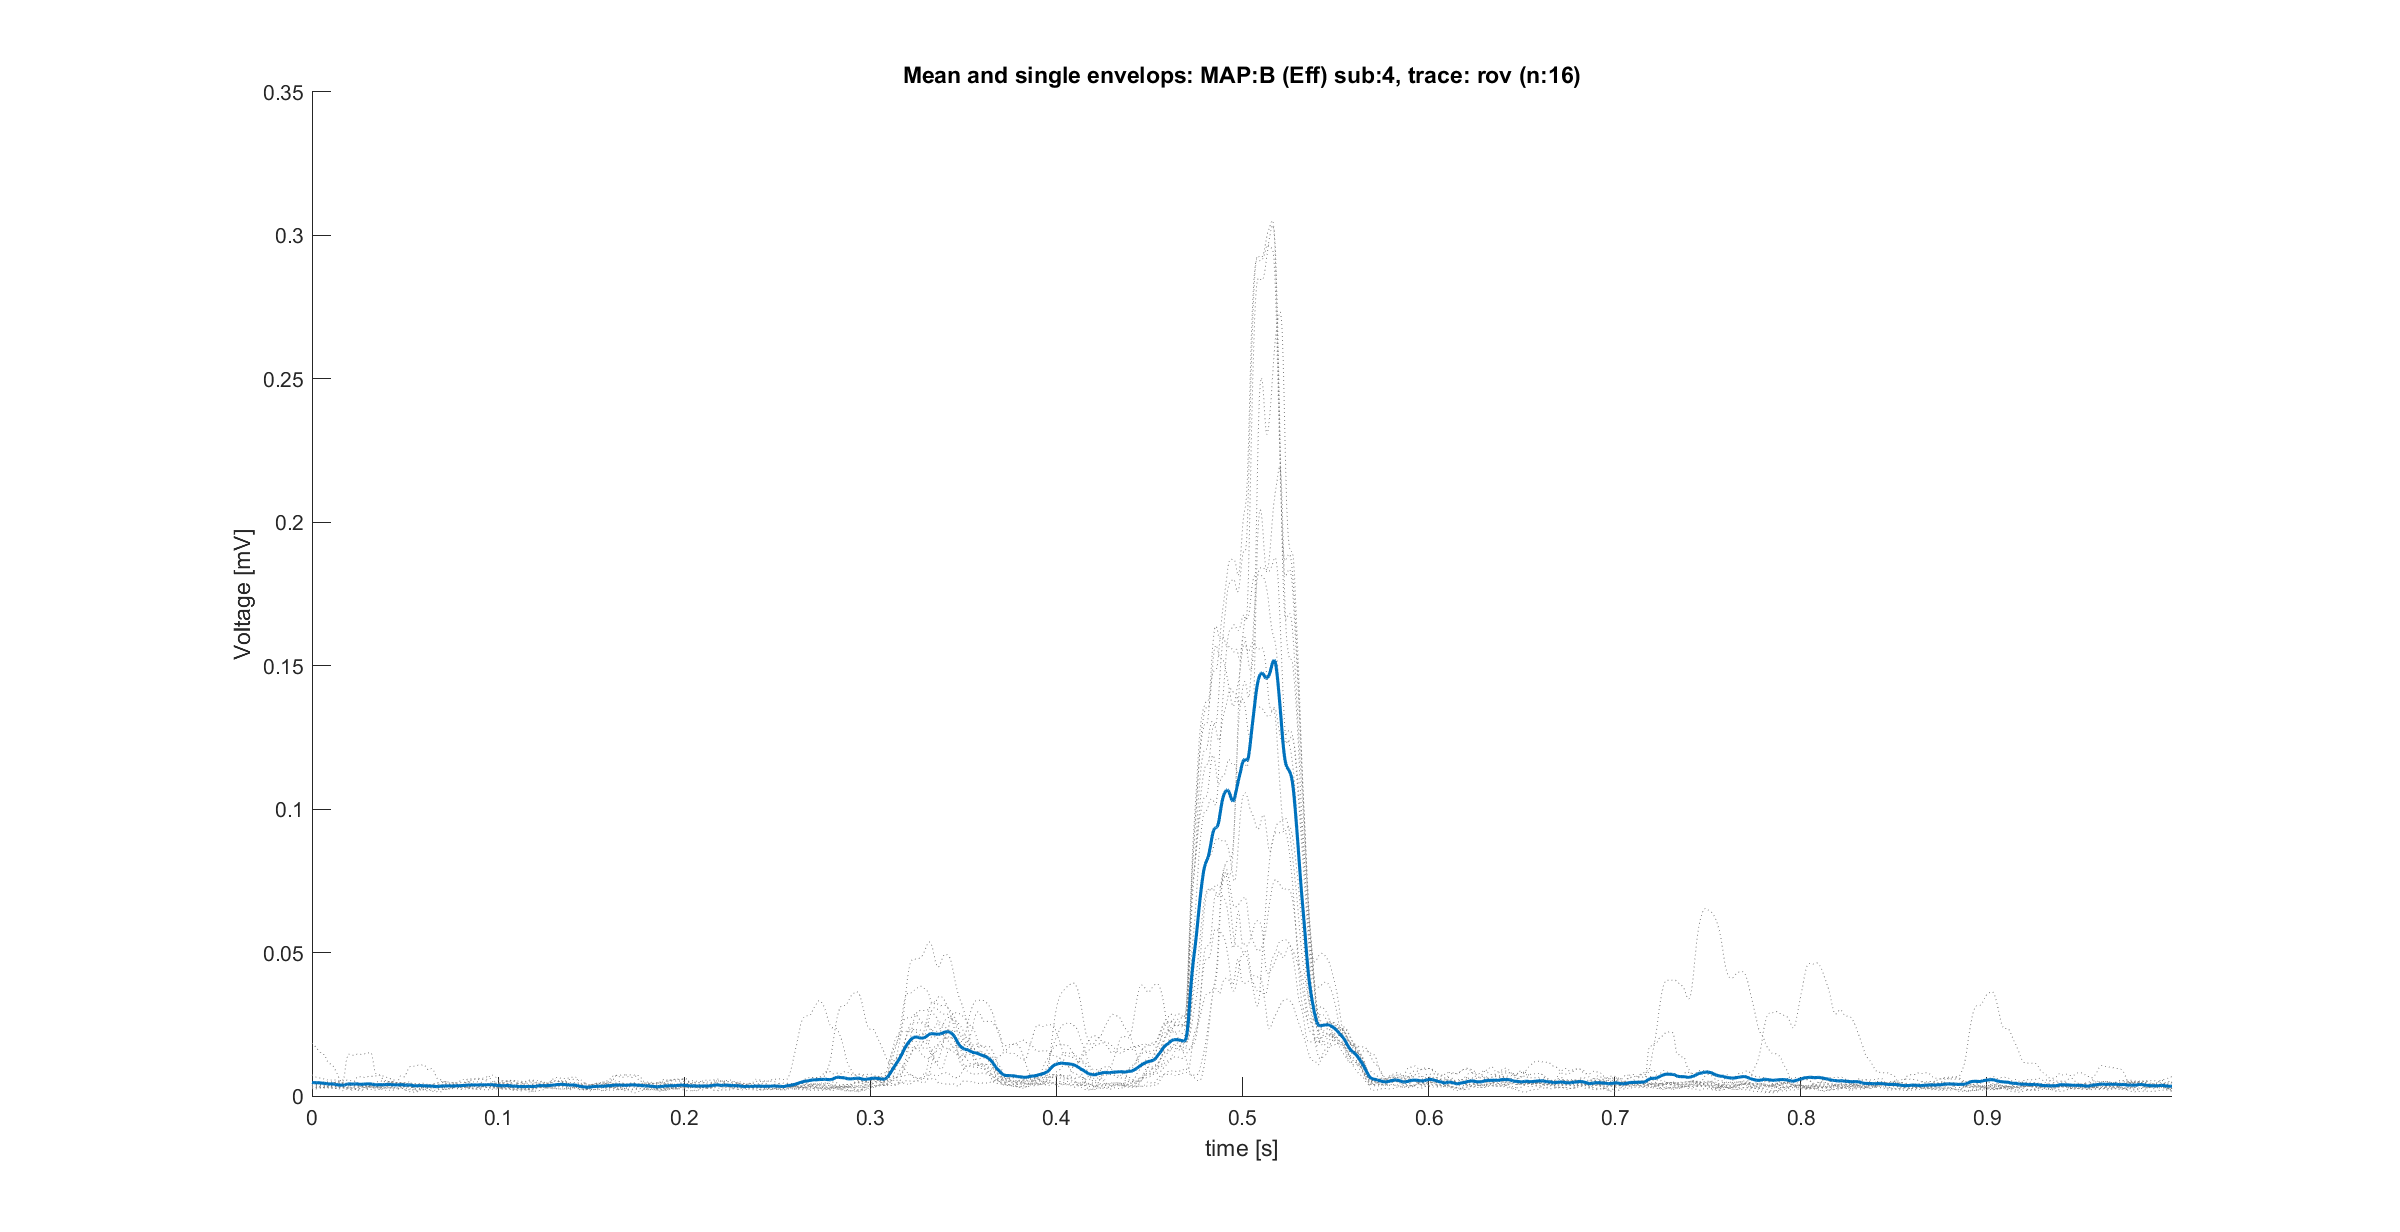 Mean and single envelops: MAP:B (Eff) sub:4, trace: rov (n:16)
0.35
0.3
0.25
0.2
0.15
0.1
0.05
0
Voltage [mV]
0 0.1 0.2 0.3 0.4 0.5 0.6 0.7 0.8 0.9
time [s]